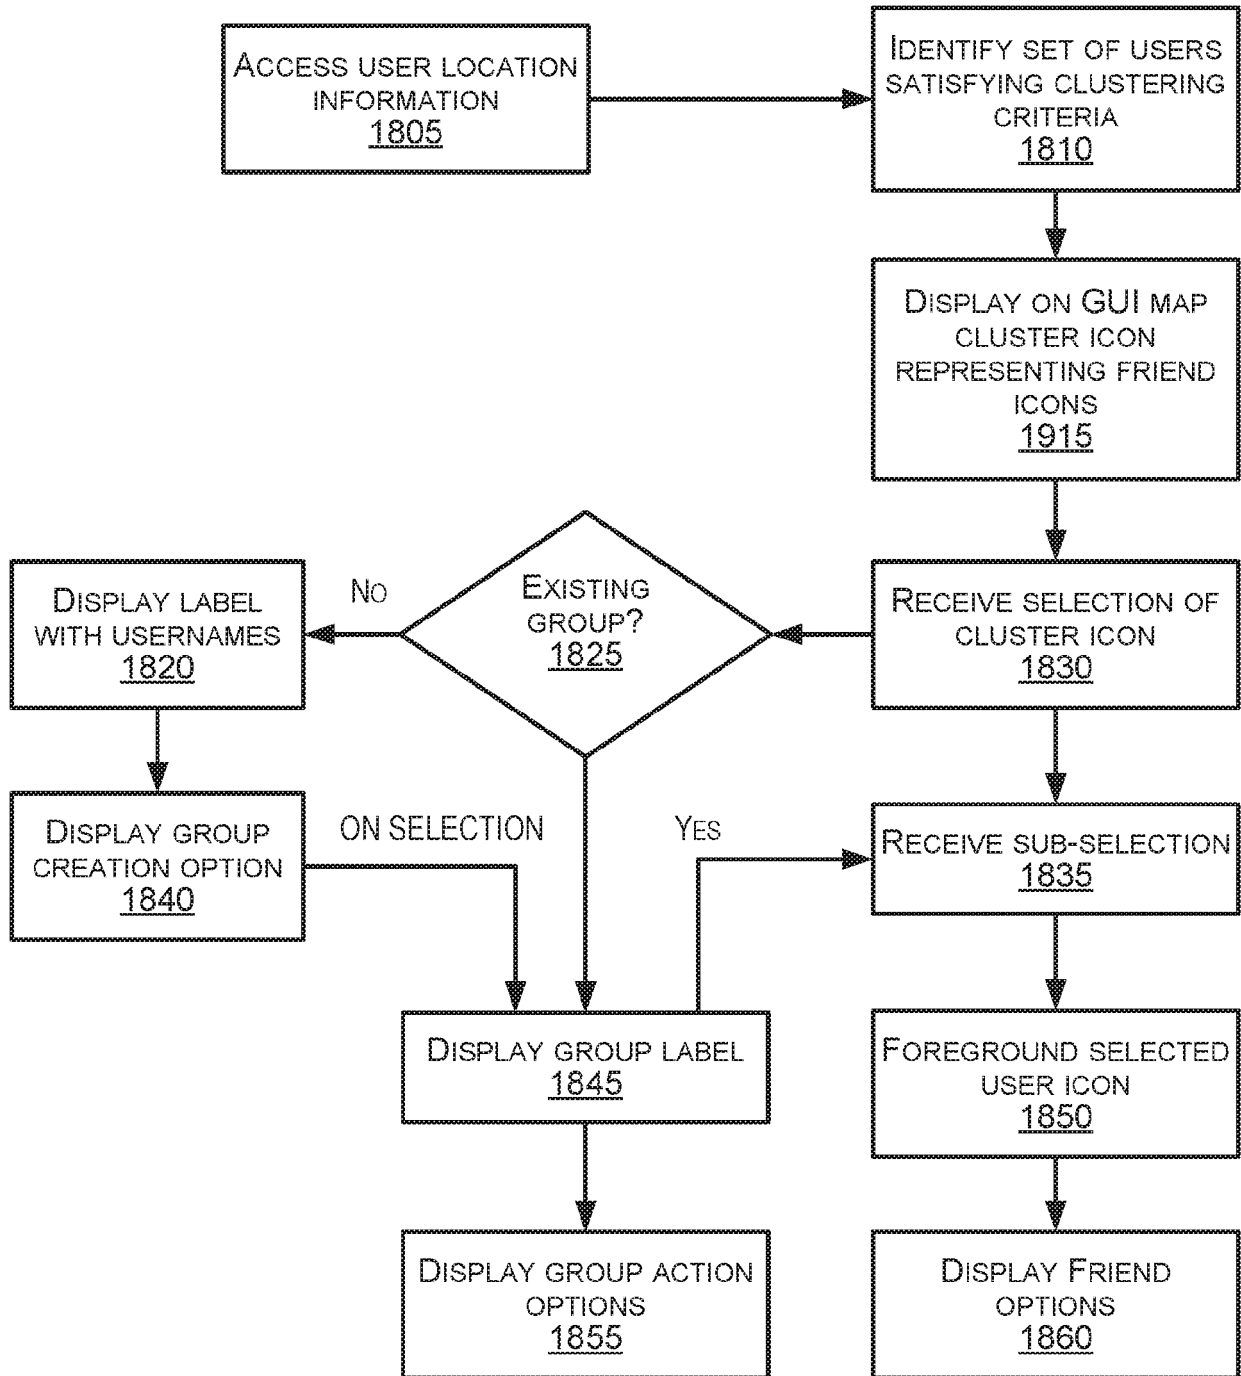 ACCESS USER LOCATION
INFORMATION
1805
IDENTIFY SET OF USERS
SATISFYING CLUSTERING
CRITERIA
1810
DISPLAY ON GUI MAP
CLUSTER ICON
REPRESENTING FRIEND
ICONS
1915
RECEIVE SELECTION OF
CLUSTER ICON
1830
EXISTING
GROUP?
1825
NO
DISPLAY LABEL
WITH USERNAMES
1820
DISPLAY GROUP
CREATION OPTION
1840
ON SELECTION
YES
RECEIVE SUB-SELECTION
1835
DISPLAY GROUP LABEL
1845
FOREGROUND SELECTED
USER ICON
1850
DISPLAY GROUP ACTION
OPTIONS
1855
DISPLAY FRIEND
OPTIONS
1860